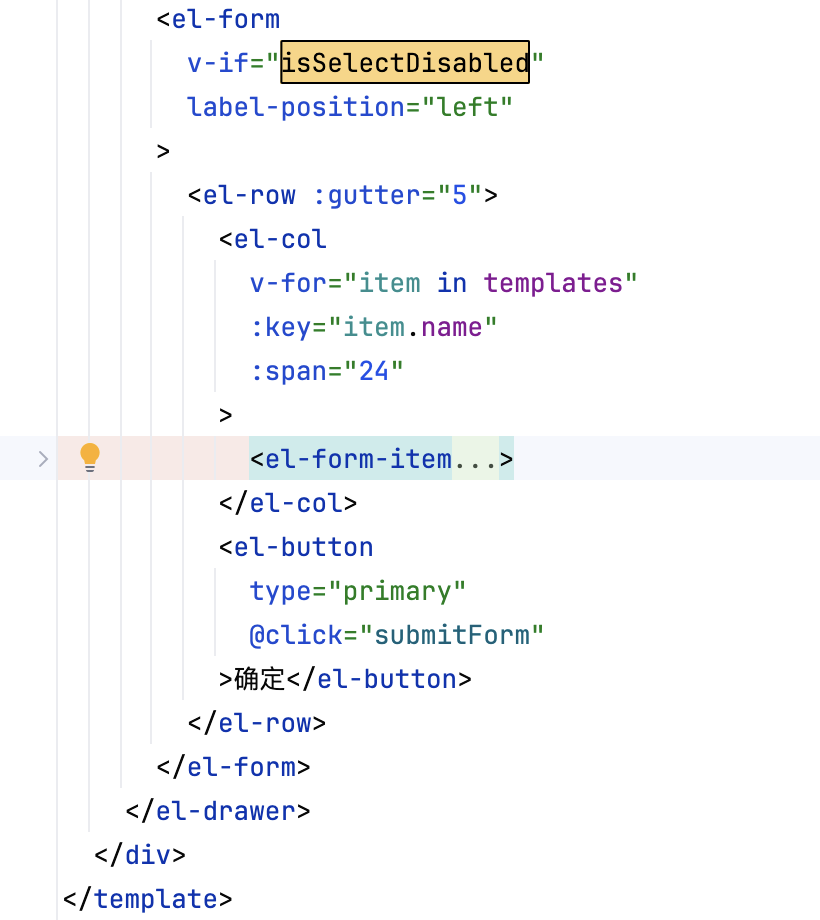 <el-form
v-if="isSelectDisabled"
label-position="left"
>
<el-row :gutter="5">
<el-col
v-for="item in templates"
:key="item.name"
:span="24"
>
<el-form-item...>
</el-col>
<el-button
type="primary"
@click="submitForm"
>确定</el-button>
</el-row>
</el-form>
</el-drawer>
</div>
</template>